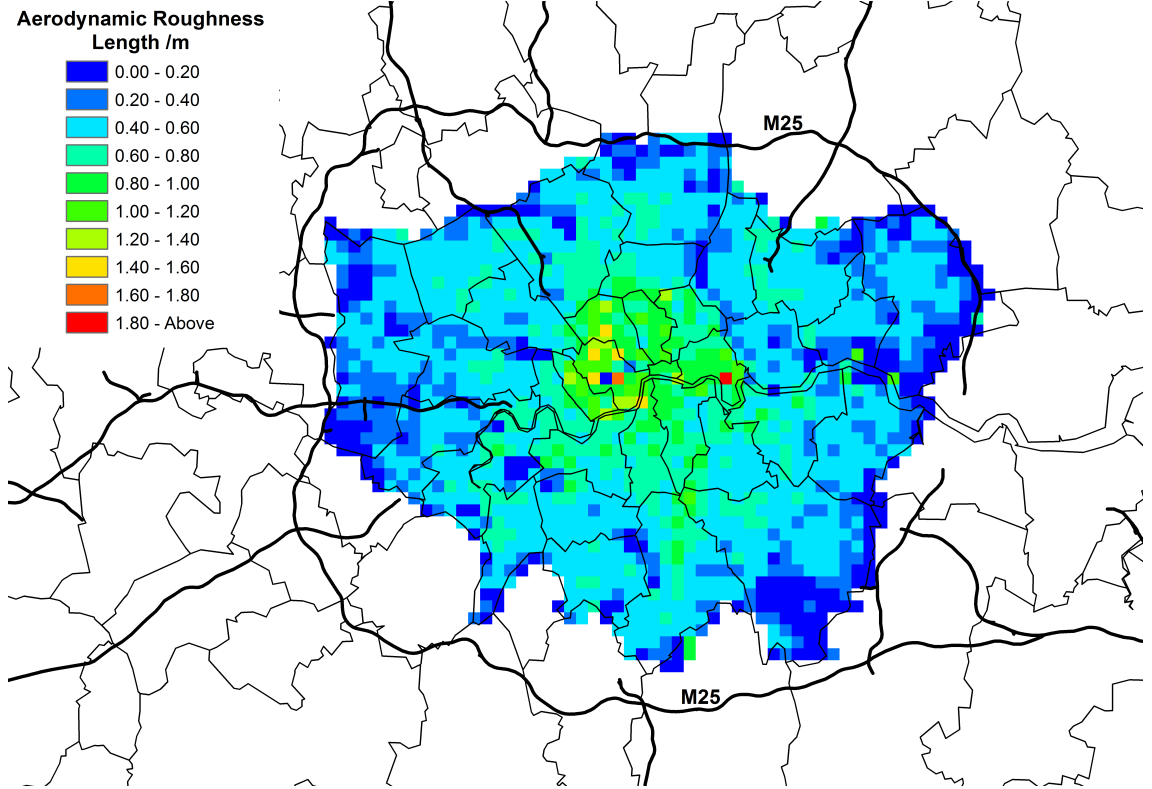 Aerodynamic Roughness
Length /m
0.00 - 0.20
0.20 - 0.40
0.40 - 0.60
0.60 - 0.80
0.80 - 1.00
1.00 - 1.20
1.20 - 1.40
1.40 - 1.60
1.60 - 1.80
1.80 - Above
M25
M25